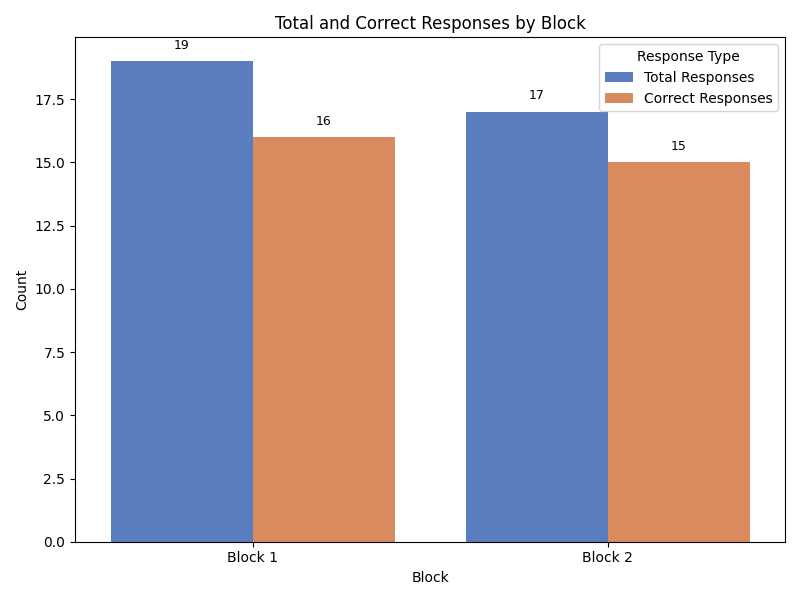 Total and Correct Responses by Block
19
16
17
15
Response Type
Total Responses
Correct Responses
17.5
15.0
12.5
10.0
7.5
5.0
2.5
0.0
Count
Block 1
Block 2
Block